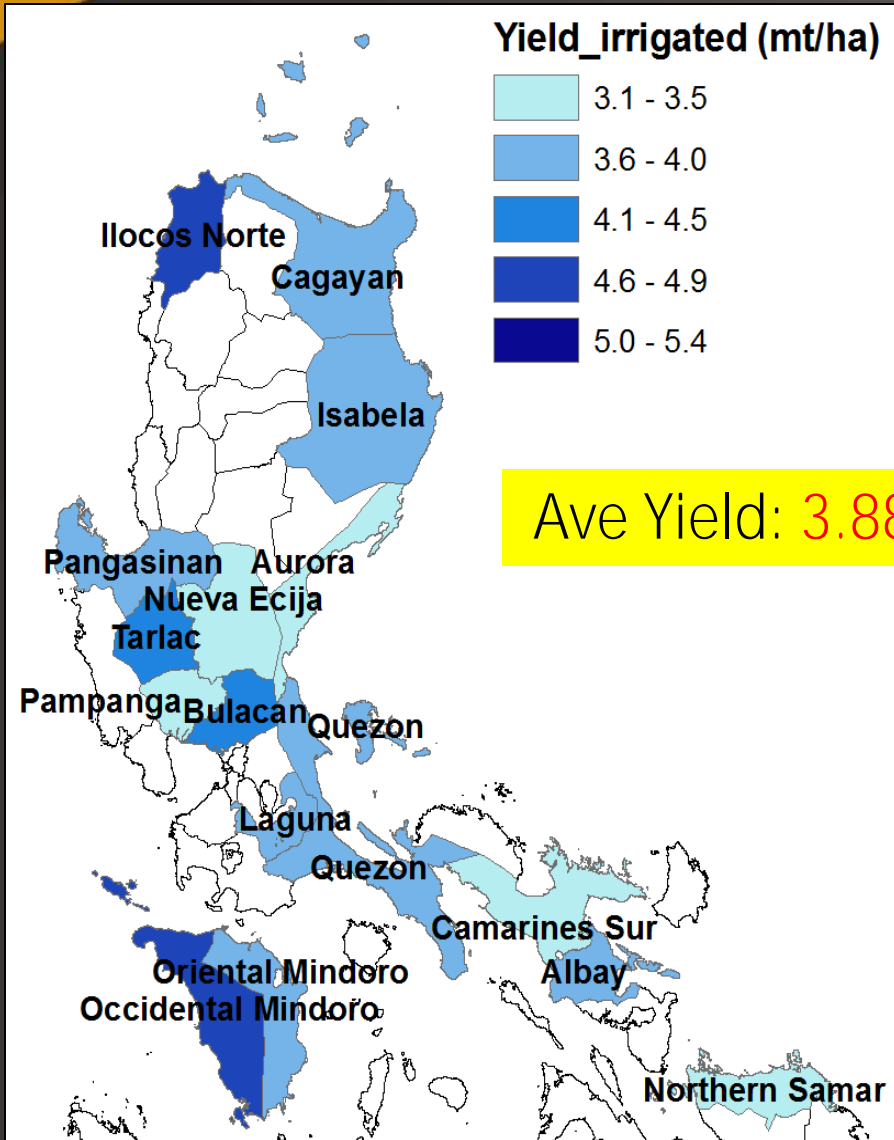 Yield_irrigated (mt/ha)
3.1 - 3.5
3.6 - 4.0
4.1 - 4.5
4.6 - 4.9
5.0 - 5.4
Ilocos Norte
Cagayan
Isabela
Ave Yield: 3.88
Pangasinan
Aurora
Nueva Ecija
Tarlac
Pampanga
Bulacan
Quezon
Laguna
Quezon
Camarines Sur
Albay
Oriental Mindoro
Occidental Mindoro
Northern Samar